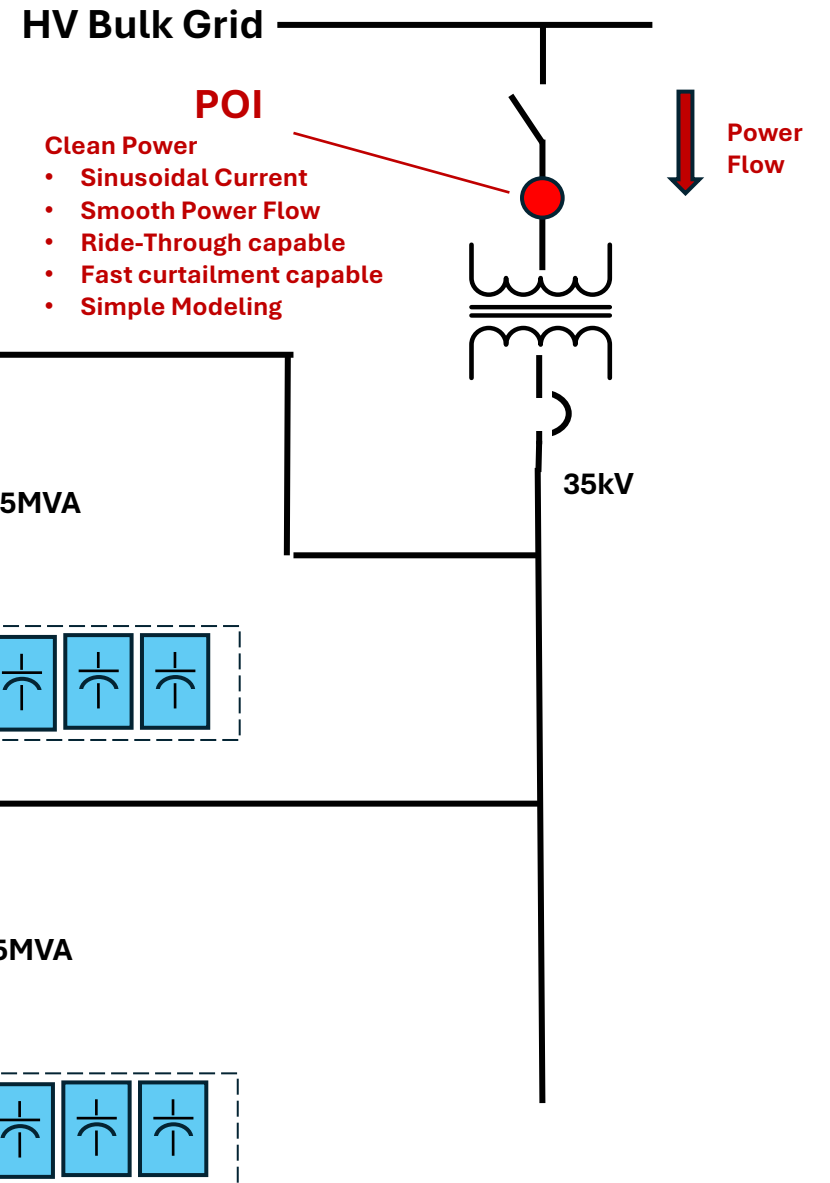 HV Bulk Grid
POI
Clean Power
• Sinusoidal Current
• Smooth Power Flow
• Ride-Through capable
• Fast curtailment capable
• Simple Modeling
Power
Flow
35kV
5MVA
5MVA